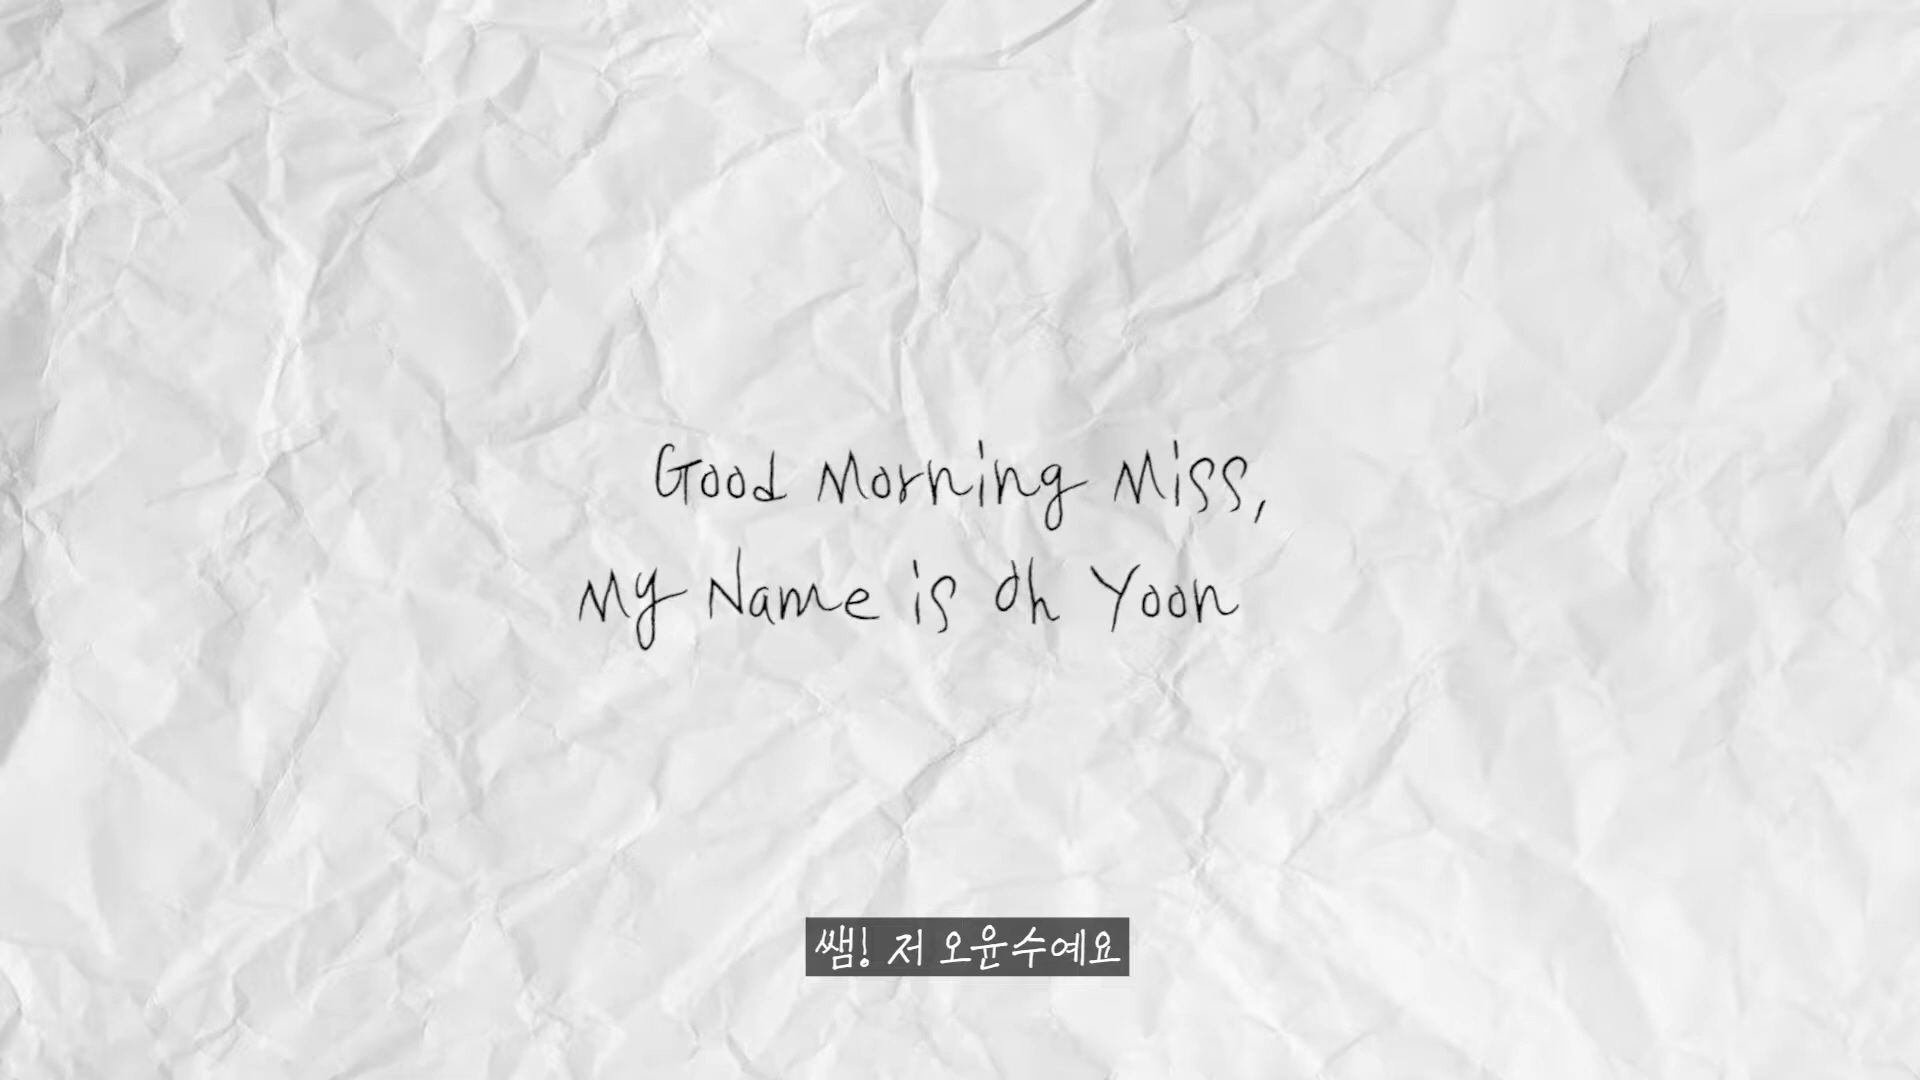 Good Morning Miss,
My Name is Oh Yoon
쌤! 저 오윤수예요